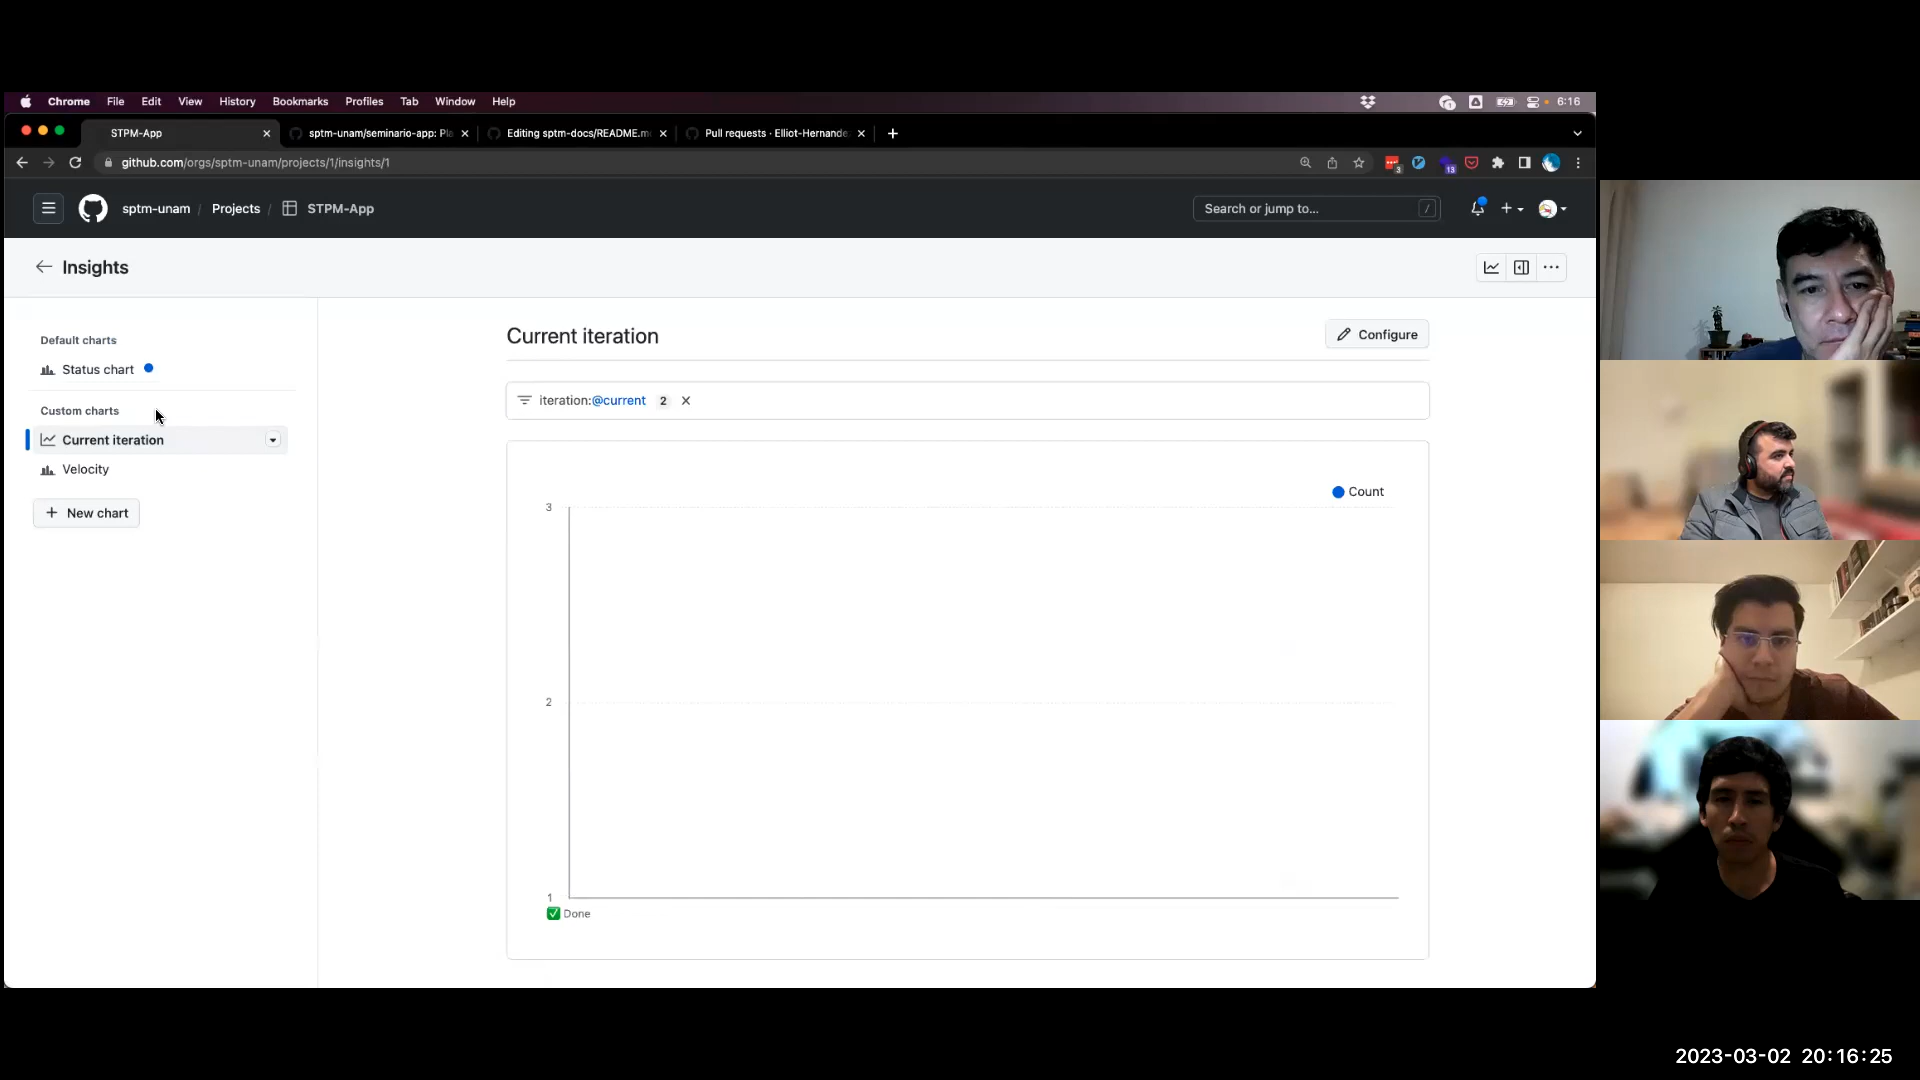 Chrome File Edit View History Bookmarks Profiles Tab Window Help 6:16
STPM-App sptm-unam/seminario-app: Pla Editing sptm-docs/README.m Pull requests · Elliot-Hernande
github.com/orgs/sptm-unam/projects/1/insights/1 3 13
sptm-unam / Projects / STPM-App Search or jump to... /
Insights
Default charts
Status chart
Custom charts
Current iteration
Velocity
New chart
Current iteration Configure
iteration:@current 2
Count
3
2
1
Done
2023-03-02 20:16:25